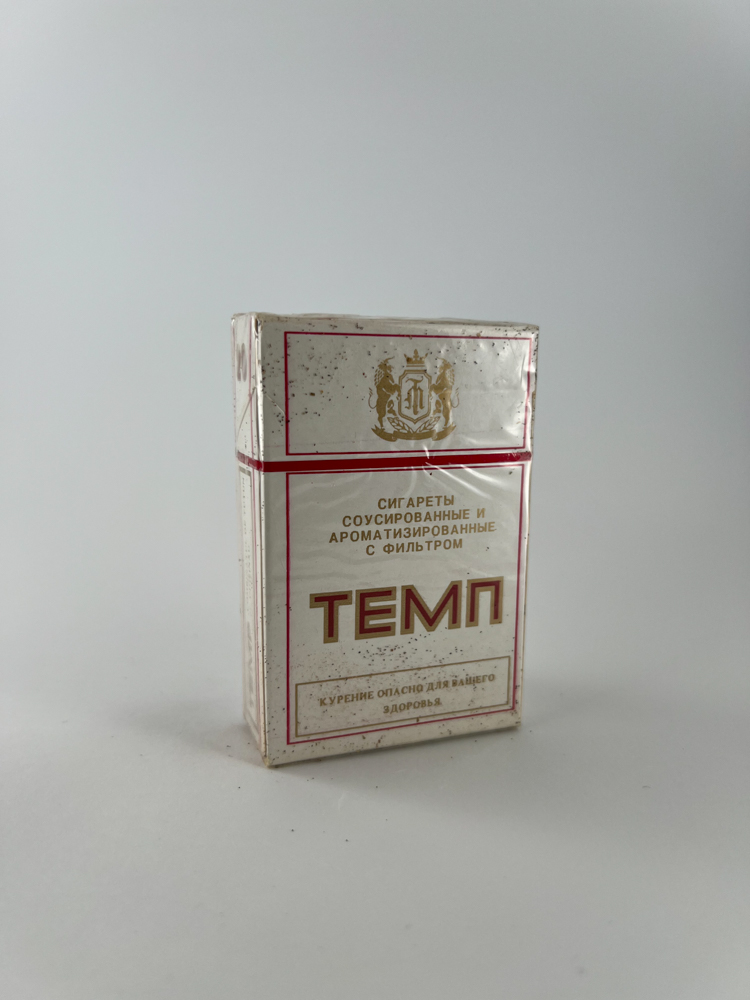 СИГАРЕТЫ
СОУСИРОВАННЫЕ И
АРОМАТИЗИРОВАННЫЕ
С ФИЛЬТРОМ
ТЕМП
КУРЕНИЕ ОПАСНО ДЛЯ ВАШЕГО
ЗДОРОВЬЯ